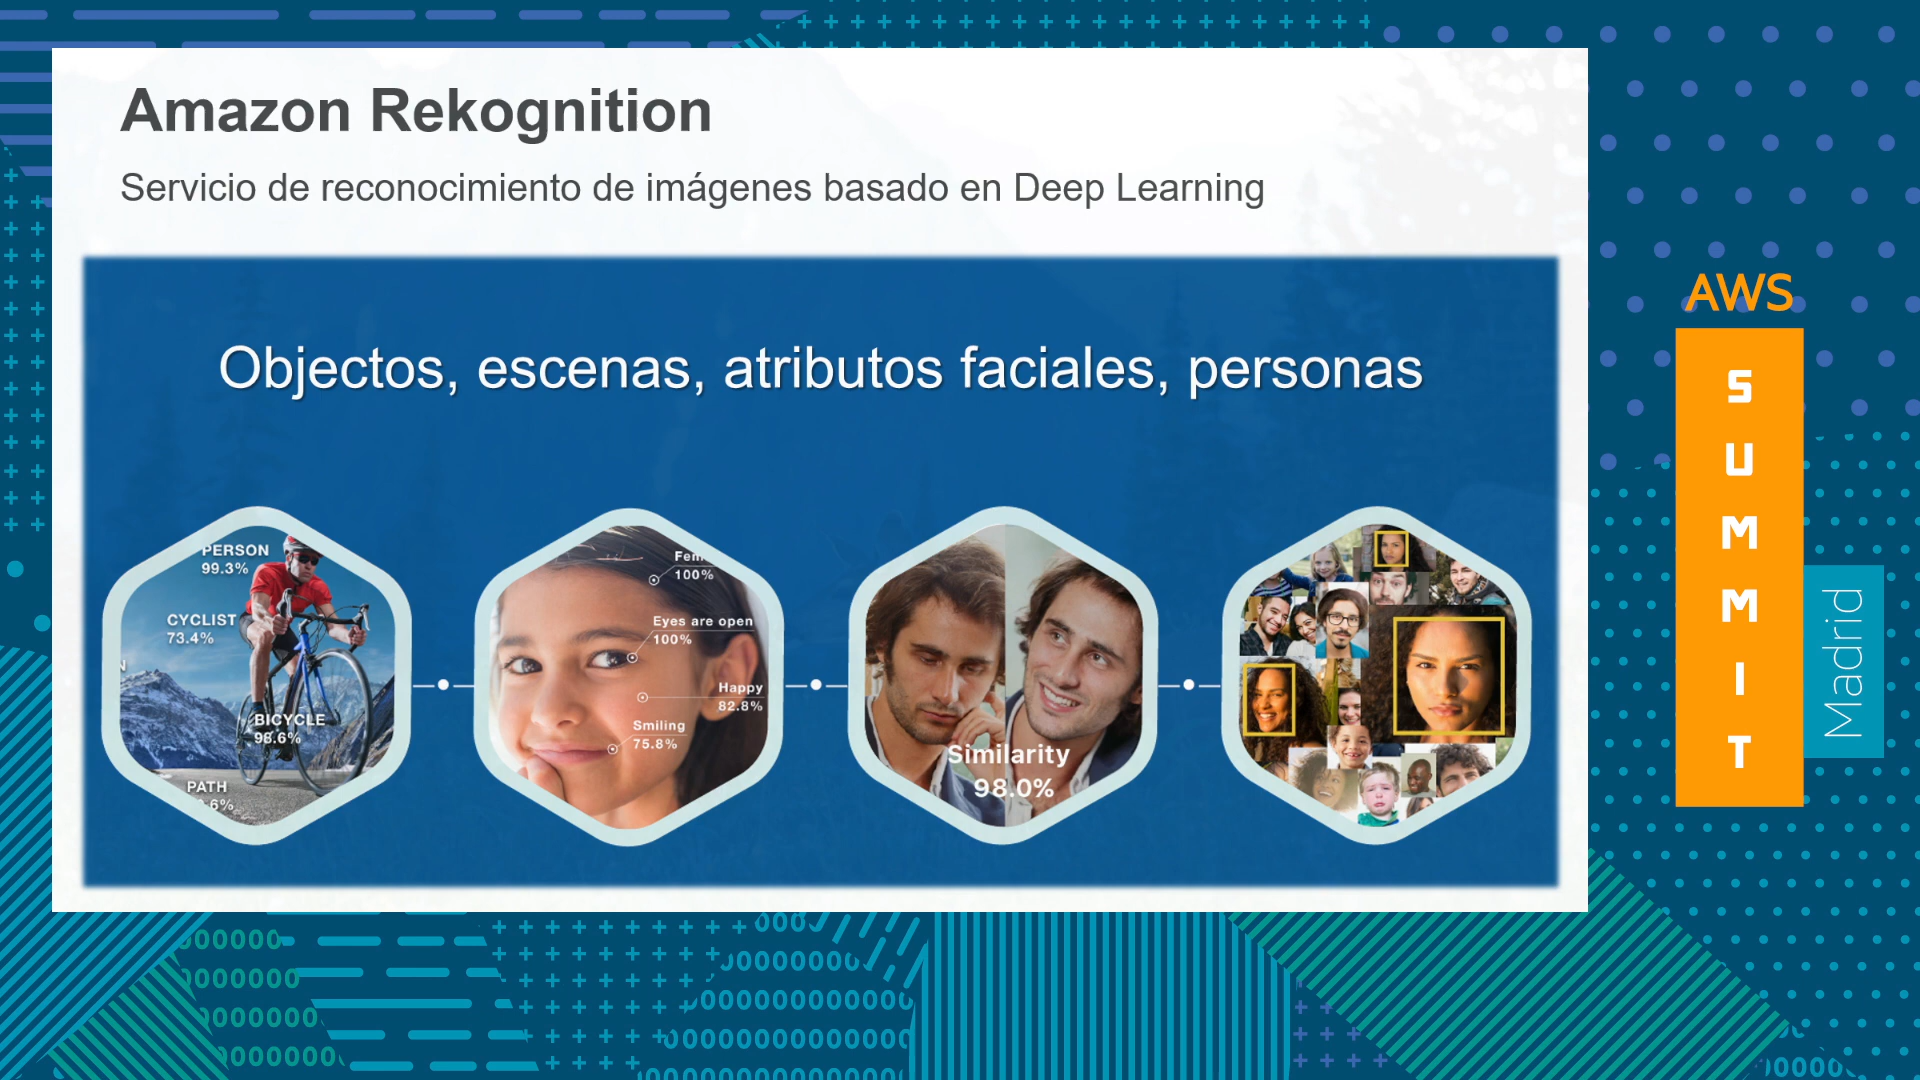 Amazon Rekognition
Servicio de reconocimiento de imágenes basado en Deep Learning
Objectos, escenas, atributos faciales, personas
PERSON
99.3%
CYCLIST
73.4%
BICYCLE
98.6%
PATH
Eyes are open
100%
100%
Happy
82.8%
Smiling
75.8%
Similarity
98.0%
AWS
SUMMIT
Madrid